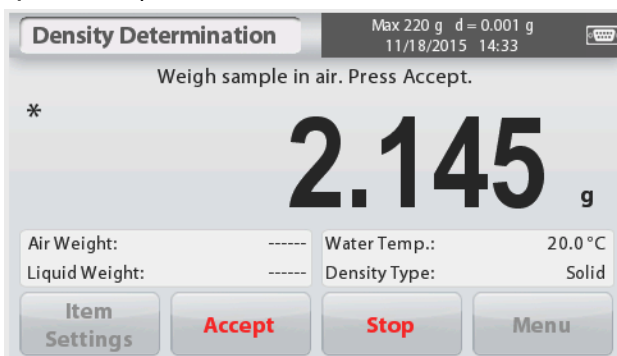 Density Determination
Max 220 g d = 0.001 g
11/18/2015 14:33
Weigh sample in air. Press Accept.
*
2.145 g
Air Weight: ------
Liquid Weight: ------
Water Temp.: 20.0 °C
Density Type: Solid
Item
Settings
Accept
Stop
Menu